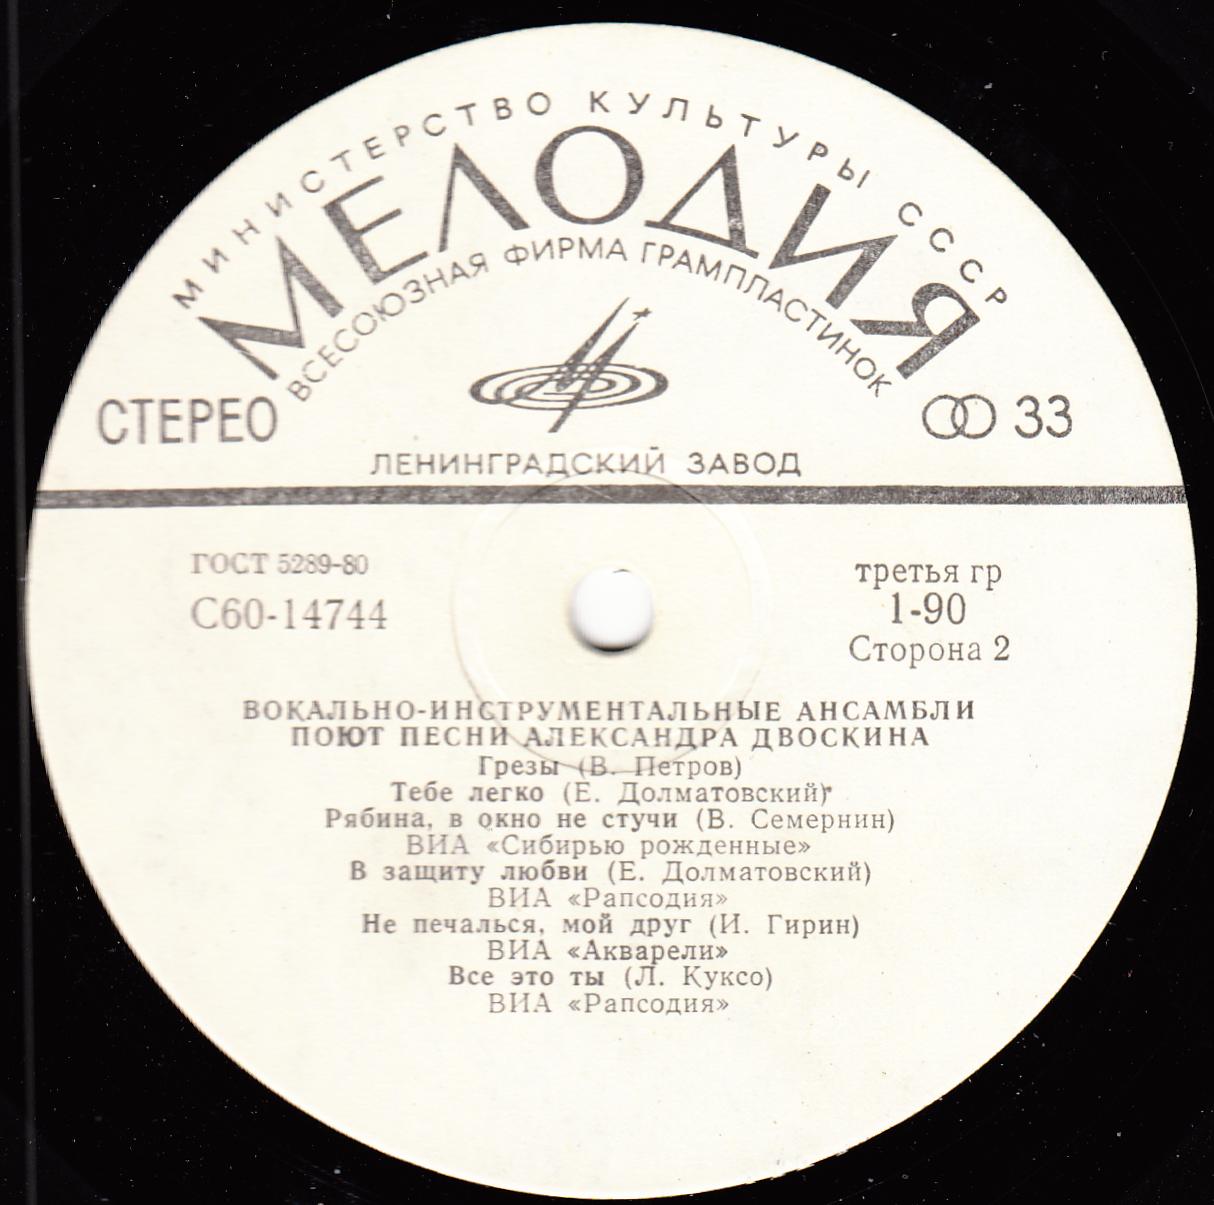 МИНИСТЕРСТВО КУЛЬТУРЫ СССР
МЕЛОДИЯ
ВСЕСОЮЗНАЯ ФИРМА ГРАМПЛАСТИНОК
СТЕРЕО
33
ЛЕНИНГРАДСКИЙ ЗАВОД
ГОСТ 5289-80
С60-14744
третья гр
1-90
Сторона 2
ВОКАЛЬНО-ИНСТРУМЕНТАЛЬНЫЕ АНСАМБЛИ
ПОЮТ ПЕСНИ АЛЕКСАНДРА ДВОСКИНА
Грезы (В. Петров)
Тебе легко (Е. Долматовский)
Рябина, в окно не стучи (В. Семернин)
ВИА «Сибирью рожденные»
В защиту любви (Е. Долматовский)
ВИА «Рапсодия»
Не печалься, мой друг (И. Гирин)
ВИА «Акварели»
Все это ты (Л. Куксо)
ВИА «Рапсодия»